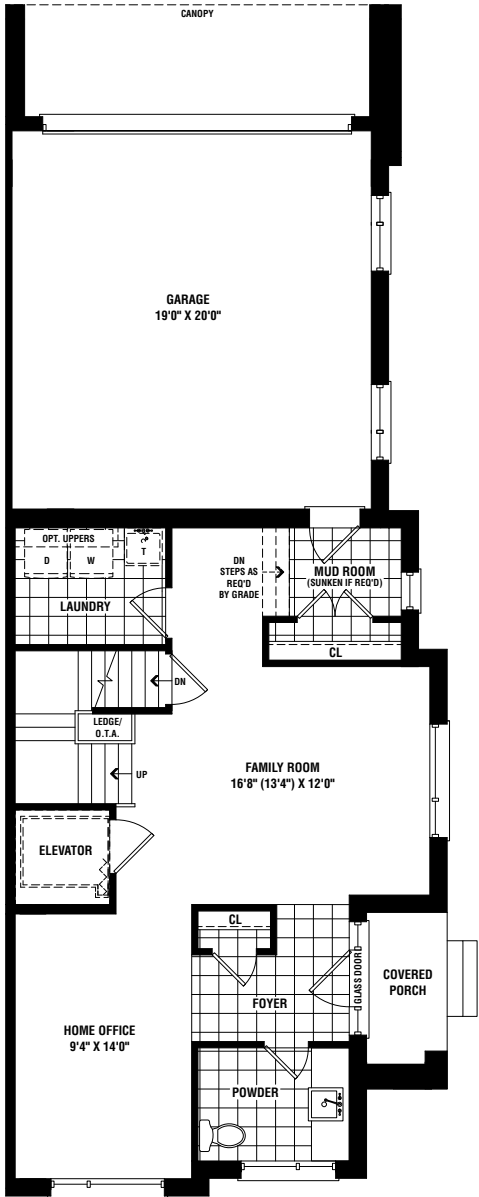 CANOPY
GARAGE
19'0" X 20'0"
OPT. UPPERS
D
W
T
LAUNDRY
DN
STEPS AS
REQ'D
BY GRADE
MUD ROOM
(SUNKEN IF REQ'D)
CL
DN
LEDGE/
O.T.A.
UP
FAMILY ROOM
16'8" (13'4") X 12'0"
ELEVATOR
CL
FOYER
GLASS DOOR
COVERED
PORCH
HOME OFFICE
9'4" X 14'0"
POWDER